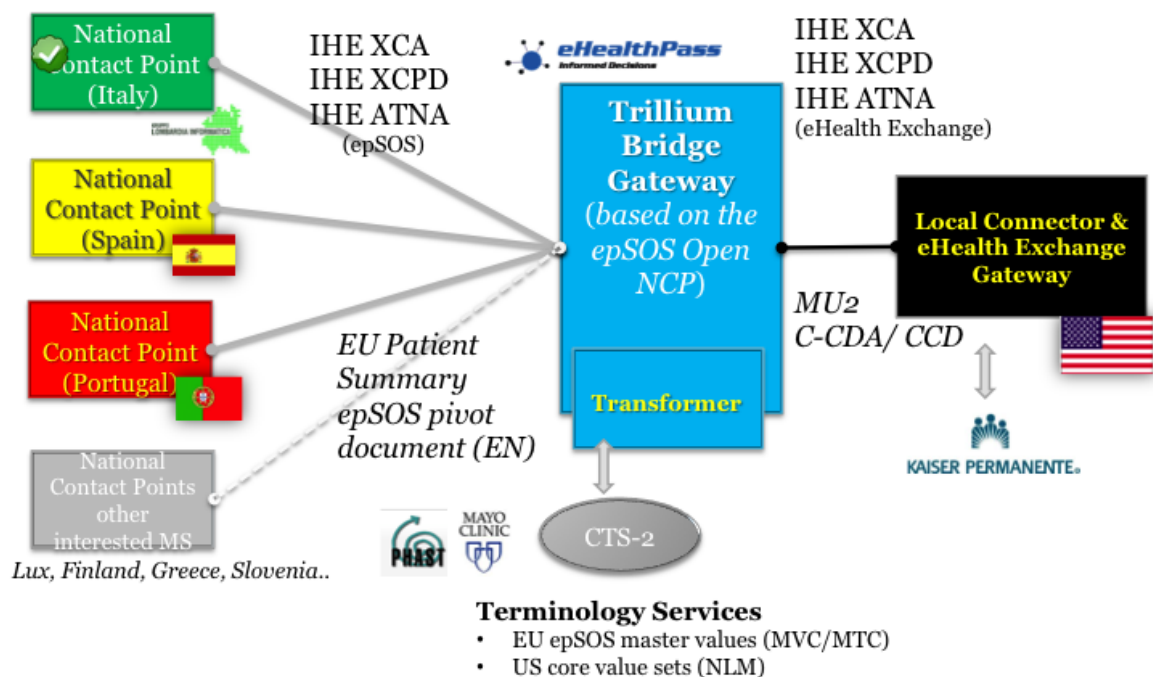 National
Contact Point
(Italy)
GRUPPO
LOMBARDIA INFORMATICA
IHE XCA
IHE XCPD
IHE ATNA
(epSOS)
eHealthPass
Informed Decisions
IHE XCA
IHE XCPD
IHE ATNA
(eHealth Exchange)
National
Contact Point
(Spain)
National
Contact Point
(Portugal)
National
Contact Points
other
interested MS
Lux, Finland, Greece, Slovenia..
EU Patient
Summary
epSOS pivot
document (EN)
Trillium
Bridge
Gateway
(based on the
epSOS Open
NCP)
Transformer
Local Connector &
eHealth Exchange
Gateway
MU2
C-CDA/ CCD
KAISER PERMANENTE®
PHAST
MAYO
CLINIC
CTS-2
Terminology Services
• EU epSOS master values (MVC/MTC)
• US core value sets (NLM)